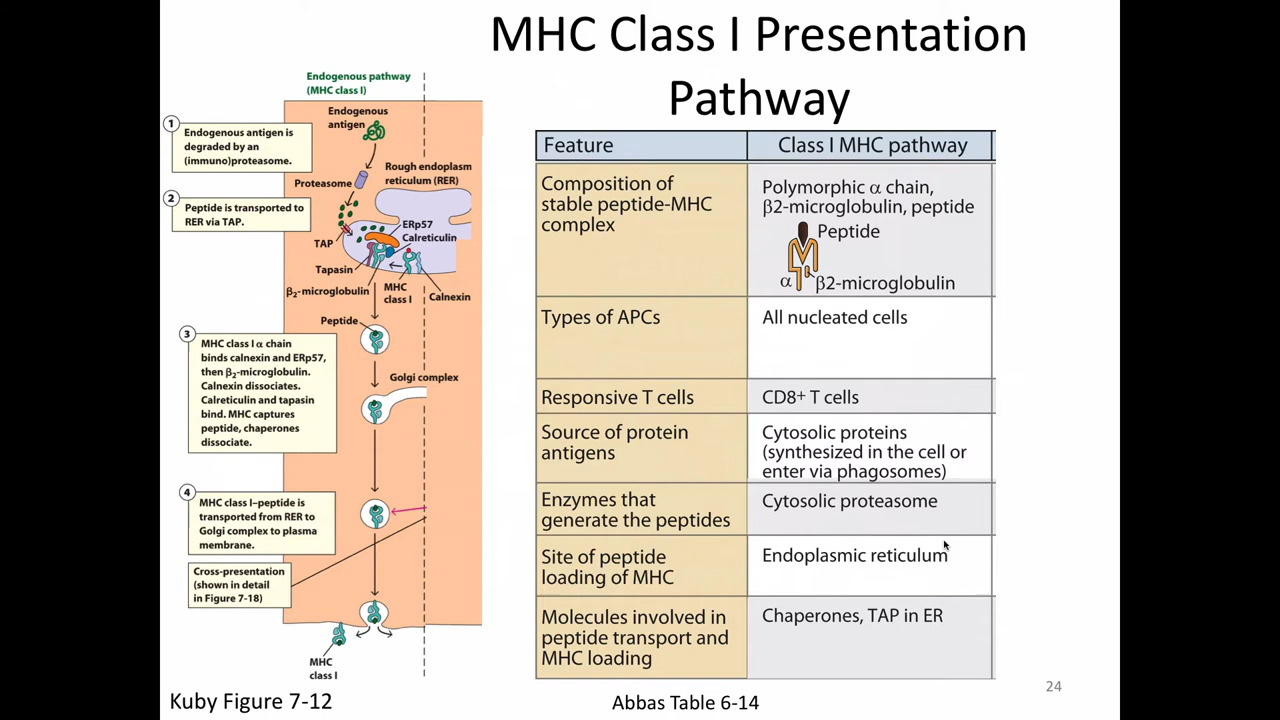 MHC Class I Presentation
Pathway
Endogenous pathway
(MHC class I)
Endogenous
antigen
1
Endogenous antigen is
degraded by an
(immuno)proteasome.
Rough endoplasm
reticulum (RER)
Proteasome
2
Peptide is transported to
RER via TAP.
ERp57
Calreticulin
TAP
Tapasin
β2-microglobulin
MHC
class I
Calnexin
Peptide
3
MHC class I α chain
binds calnexin and ERp57,
then β2-microglobulin.
Calnexin dissociates.
Calreticulin and tapasin
bind. MHC captures
peptide, chaperones
dissociate.
Golgi complex
4
MHC class I–peptide is
transported from RER to
Golgi complex to plasma
membrane.
Cross-presentation
(shown in detail
in Figure 7-18)
MHC
class I
Kuby Figure 7-12
Feature
Class I MHC pathway
Composition of
stable peptide-MHC
complex
Polymorphic α chain,
β2-microglobulin, peptide
Peptide
α
β2-microglobulin
Types of APCs
All nucleated cells
Responsive T cells
CD8+ T cells
Source of protein
antigens
Cytosolic proteins
(synthesized in the cell or
enter via phagosomes)
Enzymes that
generate the peptides
Cytosolic proteasome
Site of peptide
loading of MHC
Endoplasmic reticulum
Molecules involved in
peptide transport and
MHC loading
Chaperones, TAP in ER
Abbas Table 6-14
24